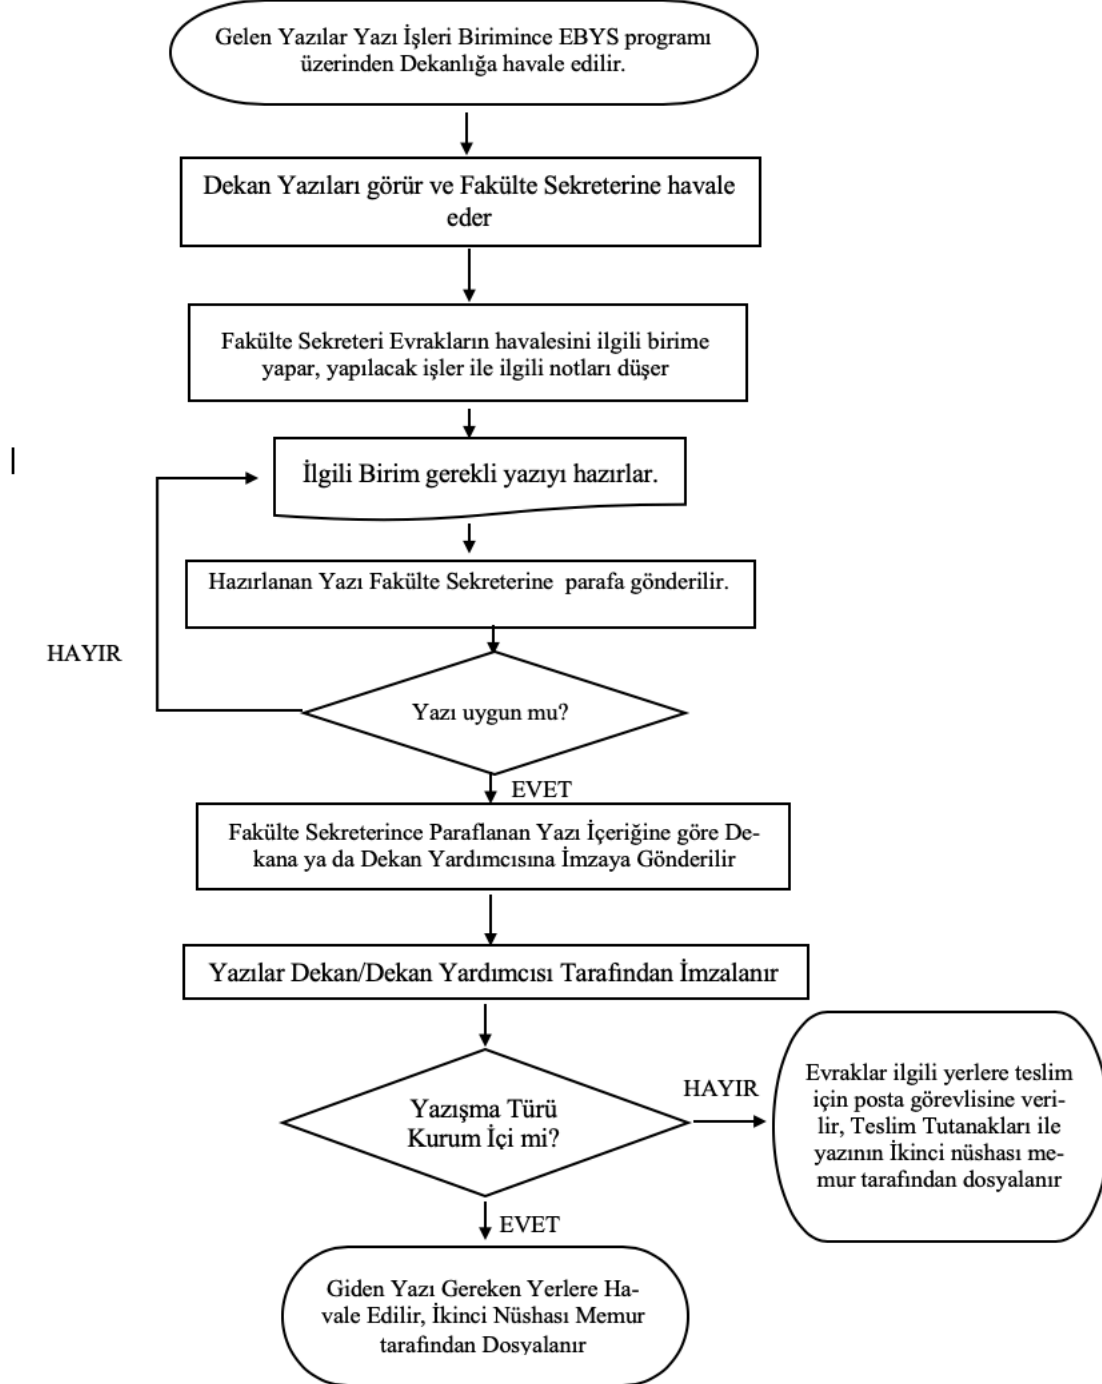 Gelen Yazılar Yazı İşleri Birimince EBYS programı
üzerinden Dekanlığa havale edilir.
Dekan Yazıları görür ve Fakülte Sekreterine havale
eder
Fakülte Sekreteri Evrakların havalesini ilgili birime
yapar, yapılacak işler ile ilgili notları düşer
İlgili Birim gerekli yazıyı hazırlar.
Hazırlanan Yazı Fakülte Sekreterine parafa gönderilir.
HAYIR
Yazı uygun mu?
EVET
Fakülte Sekreterince Paraflanan Yazı İçeriğine göre De-
kana ya da Dekan Yardımcısına İmzaya Gönderilir
Yazılar Dekan/Dekan Yardımcısı Tarafından İmzalanır
Yazışma Türü
Kurum İçi mi?
HAYIR
Evraklar ilgili yerlere teslim
için posta görevlisine veri-
lir, Teslim Tutanakları ile
yazının İkinci nüshası me-
mur tarafından dosyalanır
EVET
Giden Yazı Gereken Yerlere Ha-
vale Edilir, İkinci Nüshası Memur
tarafından Dosyalanır